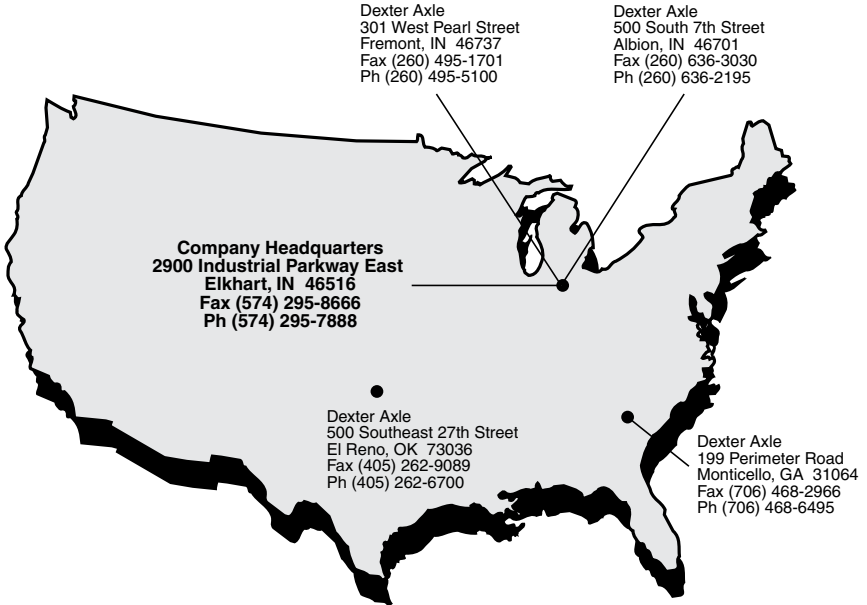 Dexter Axle
301 West Pearl Street
Fremont, IN  46737
Fax (260) 495-1701
Ph (260) 495-5100
Dexter Axle
500 South 7th Street
Albion, IN  46701
Fax (260) 636-3030
Ph (260) 636-2195
Company Headquarters
2900 Industrial Parkway East
Elkhart, IN  46516
Fax (574) 295-8666
Ph (574) 295-7888
Dexter Axle
500 Southeast 27th Street
El Reno, OK  73036
Fax (405) 262-9089
Ph (405) 262-6700
Dexter Axle
199 Perimeter Road
Monticello, GA  31064
Fax (706) 468-2966
Ph (706) 468-6495